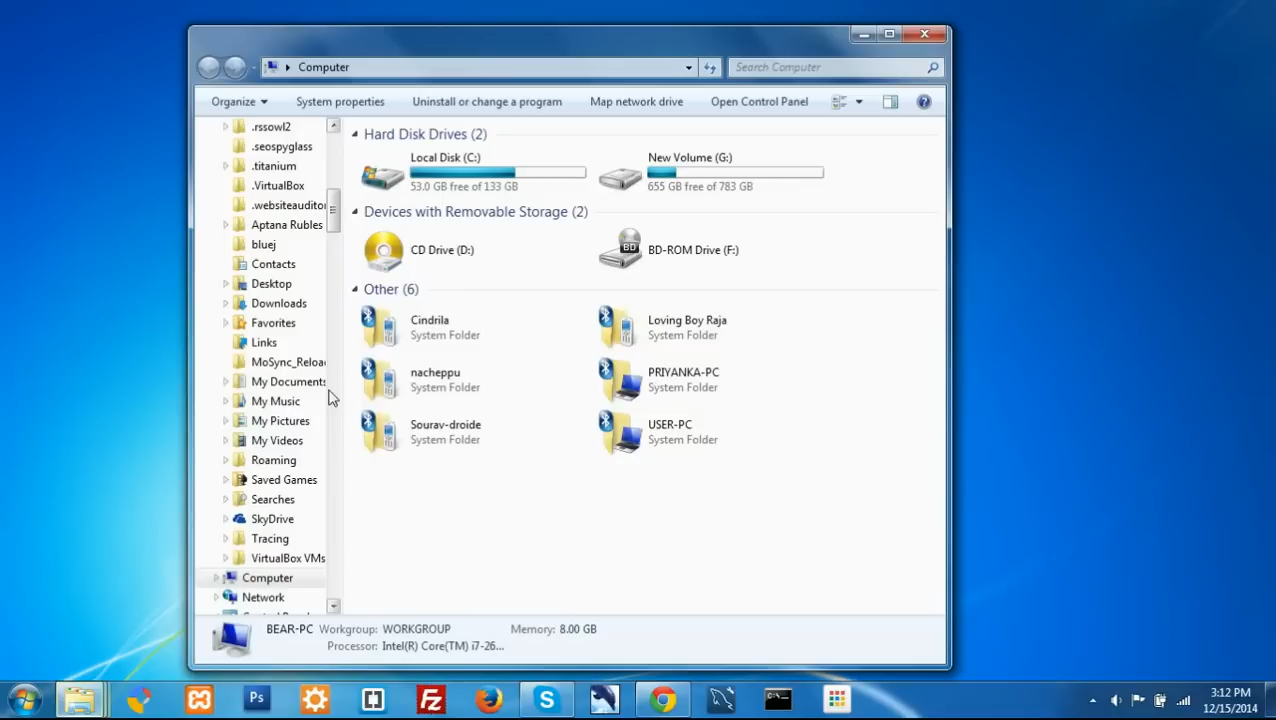 Computer
Search Computer
Organize
System properties
Uninstall or change a program
Map network drive
Open Control Panel
.rssowl2
.seospyglass
.titanium
.VirtualBox
.websiteaudito
Aptana Rubles
bluej
Contacts
Desktop
Downloads
Favorites
Links
MoSync_Reloa
My Documents
My Music
My Pictures
My Videos
Roaming
Saved Games
Searches
SkyDrive
Tracing
VirtualBox VMs
Computer
Network
Hard Disk Drives (2)
Local Disk (C:)
53.0 GB free of 133 GB
New Volume (G:)
655 GB free of 783 GB
Devices with Removable Storage (2)
CD Drive (D:)
BD
BD-ROM Drive (F:)
Other (6)
Cindrila
System Folder
Loving Boy Raja
System Folder
nacheppu
System Folder
PRIYANKA-PC
System Folder
Sourav-droide
System Folder
USER-PC
System Folder
BEAR-PC Workgroup: WORKGROUP Memory: 8.00 GB
Processor: Intel(R) Core(TM) i7-26...
Ps
Fz
S
C:\_
3:12 PM
12/15/2014